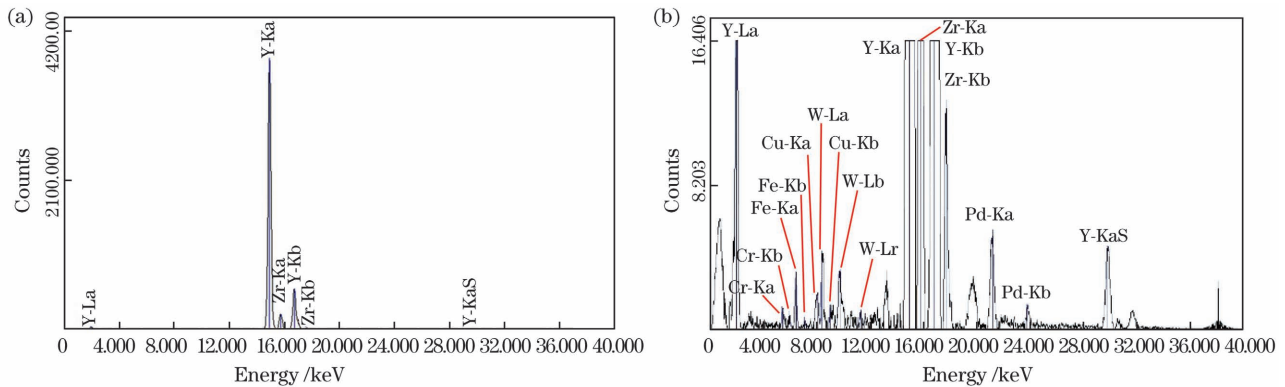 (a)
4200.00
2100.000
Counts
Y-La
Y-Ka
Zr-Ka
Y-Kb
Zr-Kb
Y-KaS
0 4.000 8.000 12.000 16.000 20.000 24.000 28.000 32.000 36.000 40.000
Energy /keV
(b)
16.406
8.203
Counts
Y-La
Y-Ka
Zr-Ka
Y-Kb
Zr-Kb
W-La
Cu-Ka
Cu-Kb
Fe-Kb
W-Lb
Fe-Ka
Cr-Kb
W-Lr
Cr-Ka
Pd-Ka
Pd-Kb
Y-KaS
0 4.000 8.000 12.000 16.000 20.000 24.000 28.000 32.000 36.000 40.000
Energy /keV